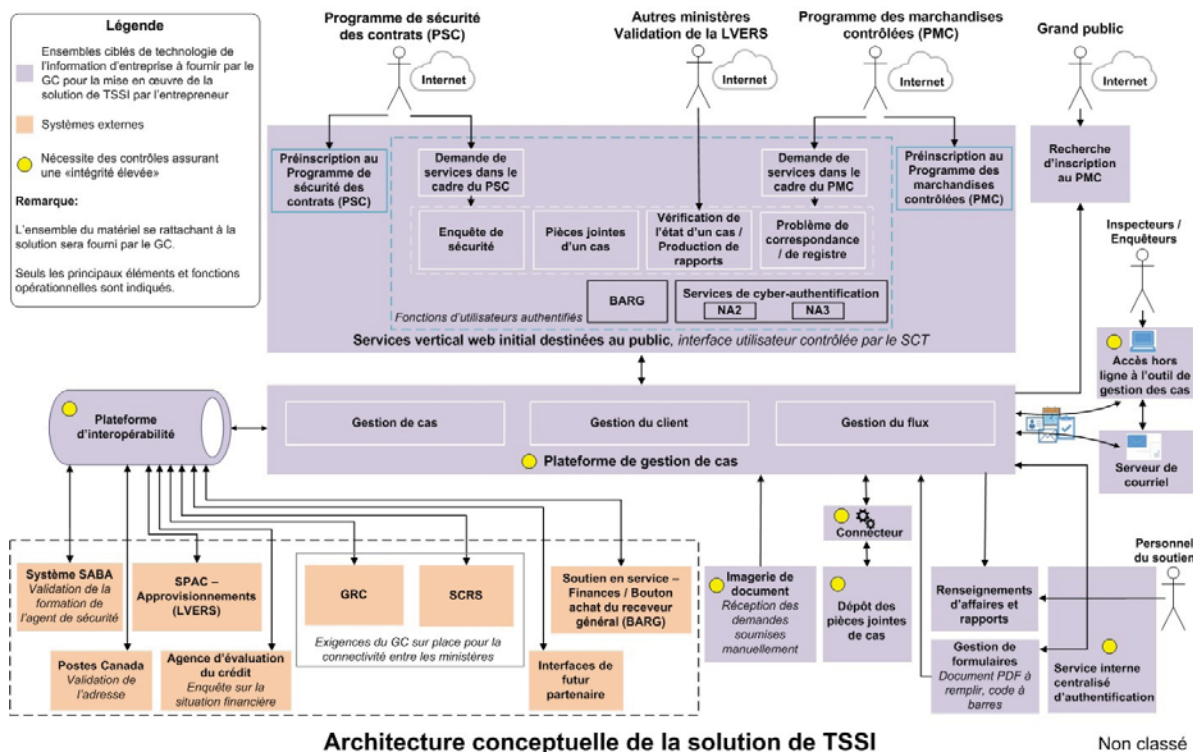 Légende
Ensembles ciblés de technologie de
l'information d'entreprise à fournir par le
GC pour la mise en œuvre de la
solution de TSSI par l'entrepreneur
Systèmes externes
Nécessite des contrôles assurant
une «intégrité élevée»
Remarque:
L'ensemble du matériel se rattachant à la
solution sera fourni par le GC.
Seuls les principaux éléments et fonctions
opérationnelles sont indiqués.
Programme de sécurité
des contrats (PSC)
Internet
Autres ministères
Validation de la LVERS
Internet
Programme des marchandises
contrôlées (PMC)
Internet
Grand public
Internet
Préinscription au
Programme de
sécurité des
contrats (PSC)
Demande de
services dans le
cadre du PSC
Demande de
services dans le
cadre du PMC
Préinscription au
Programme des
marchandises
contrôlées (PMC)
Recherche
d'inscription
au PMC
Enquête de
sécurité
Pièces jointes
d'un cas
Vérification de
l'état d'un cas /
Production de
rapports
Problème de
correspondance
/ de registre
BARG
Services de cyber-authentification
NA2
NA3
Fonctions d'utilisateurs authentifiés
Services vertical web initial destinées au public, interface utilisateur contrôlée par le SCT
Inspecteurs /
Enquêteurs
Accès hors
ligne à l'outil de
gestion des cas
Serveur de
courriel
Plateforme
d'interopérabilité
Gestion de cas
Gestion du client
Gestion du flux
Plateforme de gestion de cas
Connecteur
Système SABA
Validation de la
formation de
l'agent de sécurité
SPAC –
Approvisionnements
(LVERS)
GRC
SCRS
Exigences du GC sur place pour la
connectivité entre les ministères
Soutien en service –
Finances / Bouton
achat du receveur
général (BARG)
Postes Canada
Validation de
l'adresse
Agence d'évaluation
du crédit
Enquête sur la
situation financière
Interfaces de
futur
partenaire
Imagerie de
document
Réception des
demandes
soumises
manuellement
Dépôt des
pièces jointes
de cas
Renseignements
d'affaires et
rapports
Gestion de
formulaires
Document PDF à
remplir, code à
barres
Personnel
du soutien
Service interne
centralisé
d'authentification
Architecture conceptuelle de la solution de TSSI
Non classé